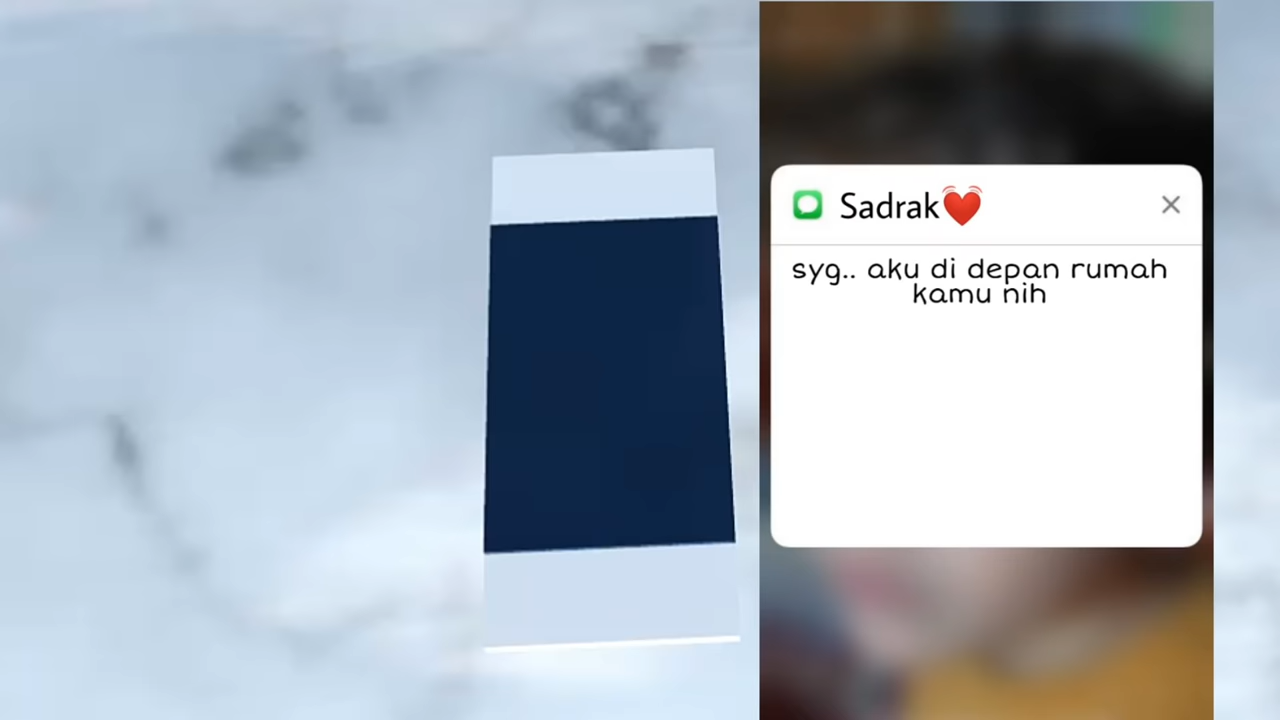 Sadrak❤️
syg.. aku di depan rumah
kamu nih